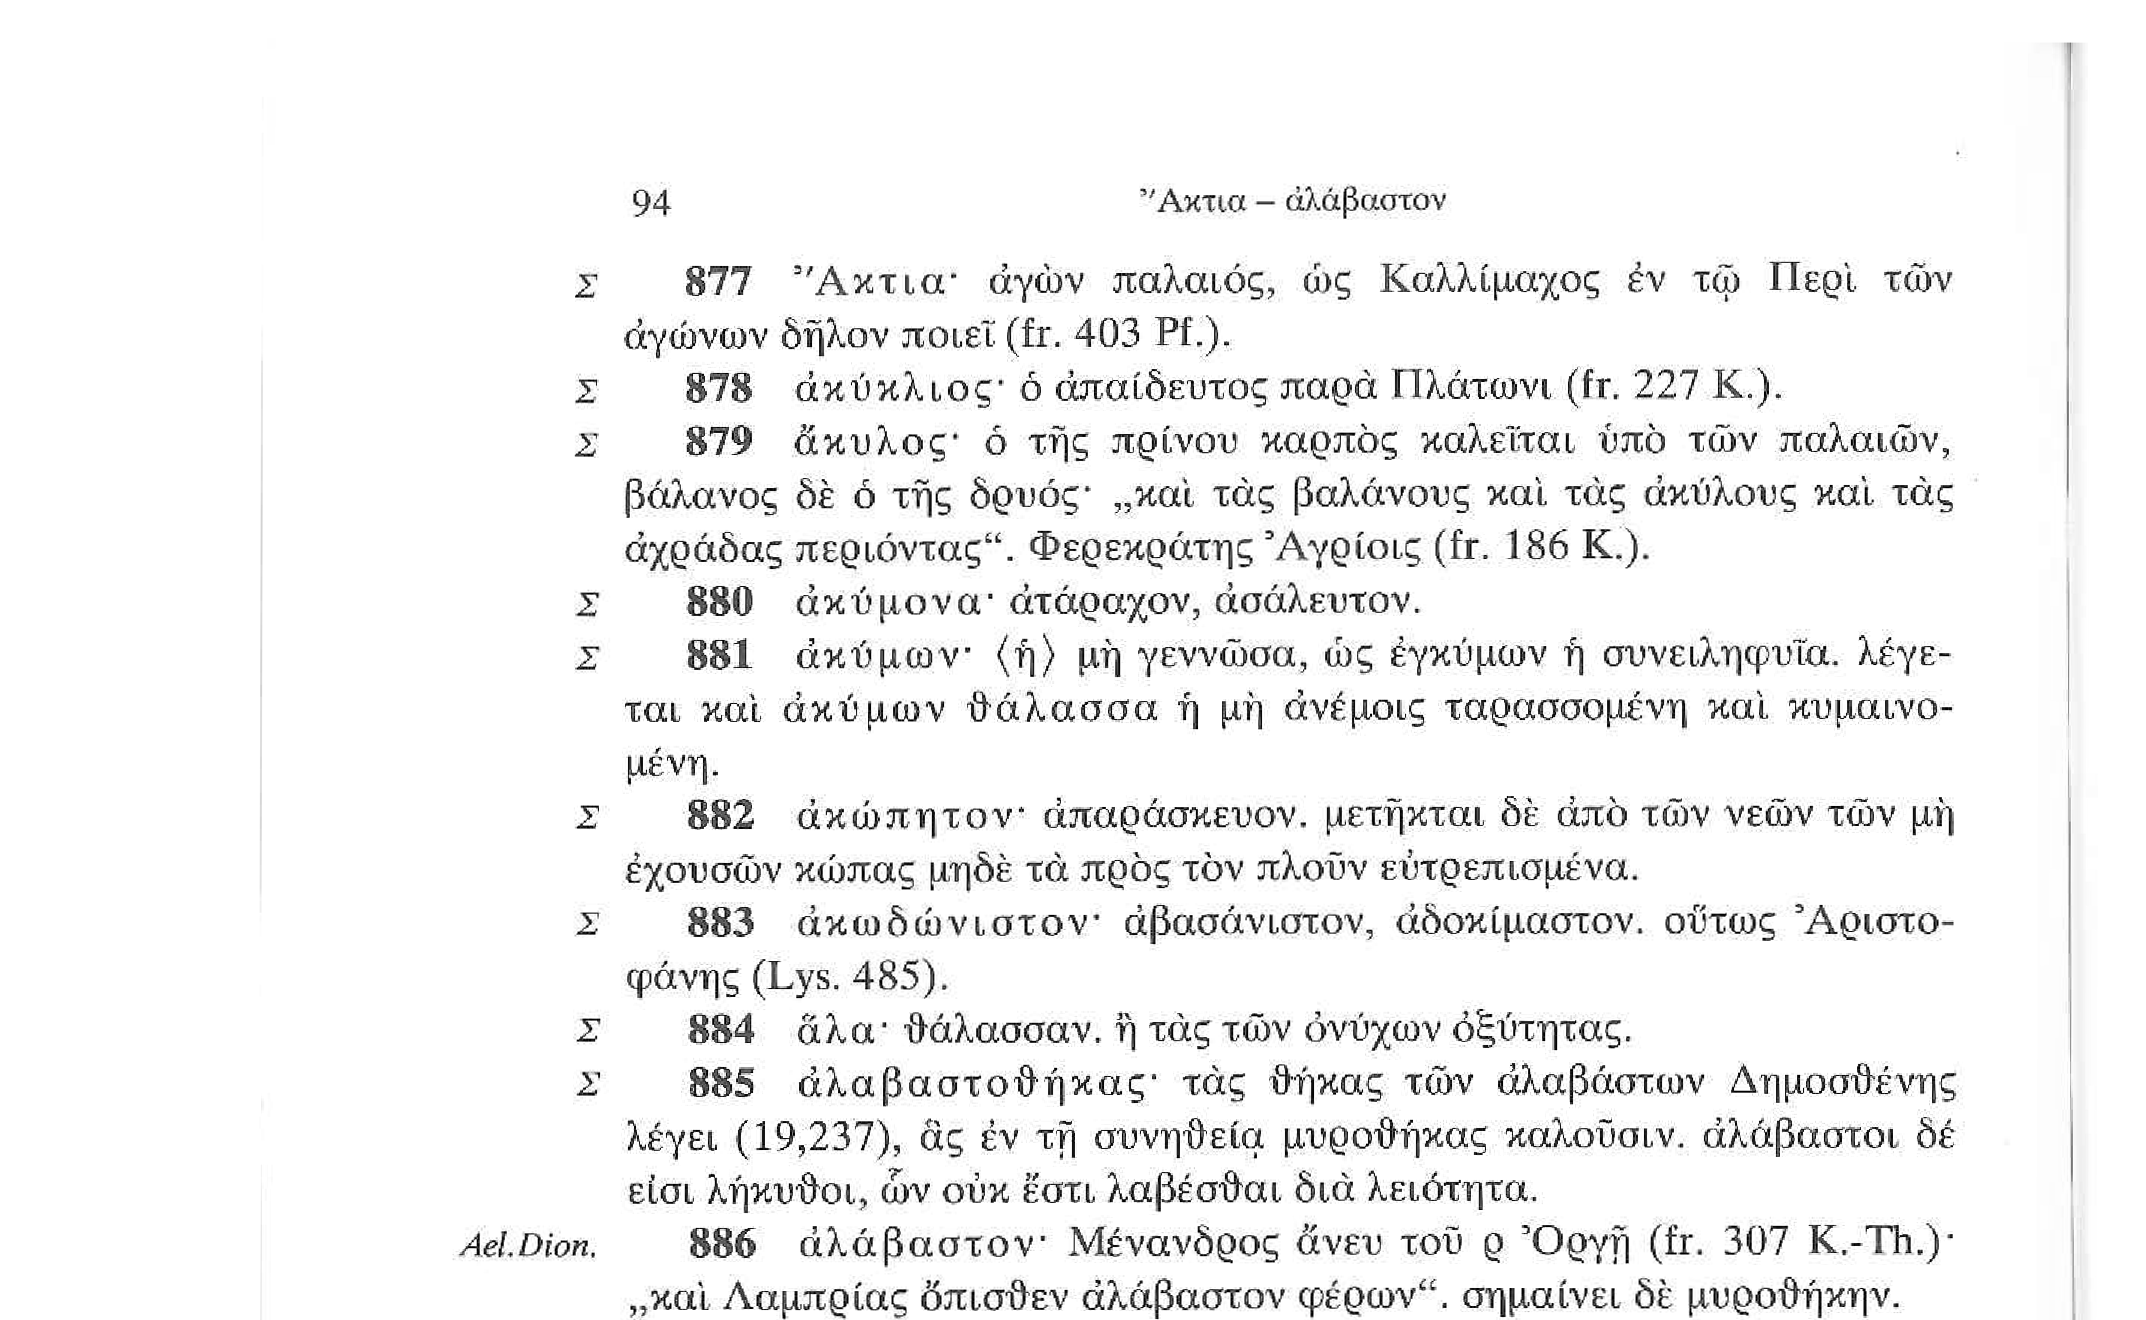 94 Ἄκτια – ἀλάβαστον
Σ 877 Ἄκτια· ἀγὼν παλαιός, ὡς Καλλίμαχος ἐν τῷ Περὶ τῶν
ἀγώνων δῆλον ποιεῖ (fr. 403 Pf.).
Σ 878 ἀκύκλιος· ὁ ἀπαίδευτος παρὰ Πλάτωνι (fr. 227 K.).
Σ 879 ἄκυλος· ὁ τῆς πρίνου καρπὸς καλεῖται ὑπὸ τῶν παλαιῶν,
βάλανος δὲ ὁ τῆς δρυός· „καὶ τὰς βαλάνους καὶ τὰς ἀκύλους καὶ τὰς
ἀχράδας περιόντας“. Φερεκράτης Ἀγρίοις (fr. 186 K.).
Σ 880 ἀκύμονα· ἀτάραχον, ἀσάλευτον.
Σ 881 ἀκύμων· ⟨ἡ⟩ μὴ γεννῶσα, ὡς ἐγκύμων ἡ συνειληφυῖα. λέγε-
ται καὶ ἀκύμων θάλασσα ἡ μὴ ἀνέμοις ταρασσομένη καὶ κυμαινο-
μένη.
Σ 882 ἀκώπητον· ἀπαράσκευον. μετῆκται δὲ ἀπὸ τῶν νεῶν τῶν μὴ
ἐχουσῶν κώπας μηδὲ τὰ πρὸς τὸν πλοῦν εὐτρεπισμένα.
Σ 883 ἀκωδώνιστον· ἀβασάνιστον, ἀδοκίμαστον. οὕτως Ἀριστο-
φάνης (Lys. 485).
Σ 884 ἅλα· θάλασσαν. ἢ τὰς τῶν ὀνύχων ὀξύτητας.
Σ 885 ἀλαβαστοθήκας· τὰς θήκας τῶν ἀλαβάστων Δημοσθένης
λέγει (19,237), ἃς ἐν τῇ συνηθείᾳ μυροθήκας καλοῦσιν. ἀλάβαστοι δέ
εἰσι λήκυθοι, ὧν οὐκ ἔστι λαβέσθαι διὰ λειότητα.
Ael.Dion. 886 ἀλάβαστον· Μένανδρος ἄνευ τοῦ ρ Ὀργῇ (fr. 307 K.-Th.)·
„καὶ Λαμπρίας ὄπισθεν ἀλάβαστον φέρων“. σημαίνει δὲ μυροθήκην.